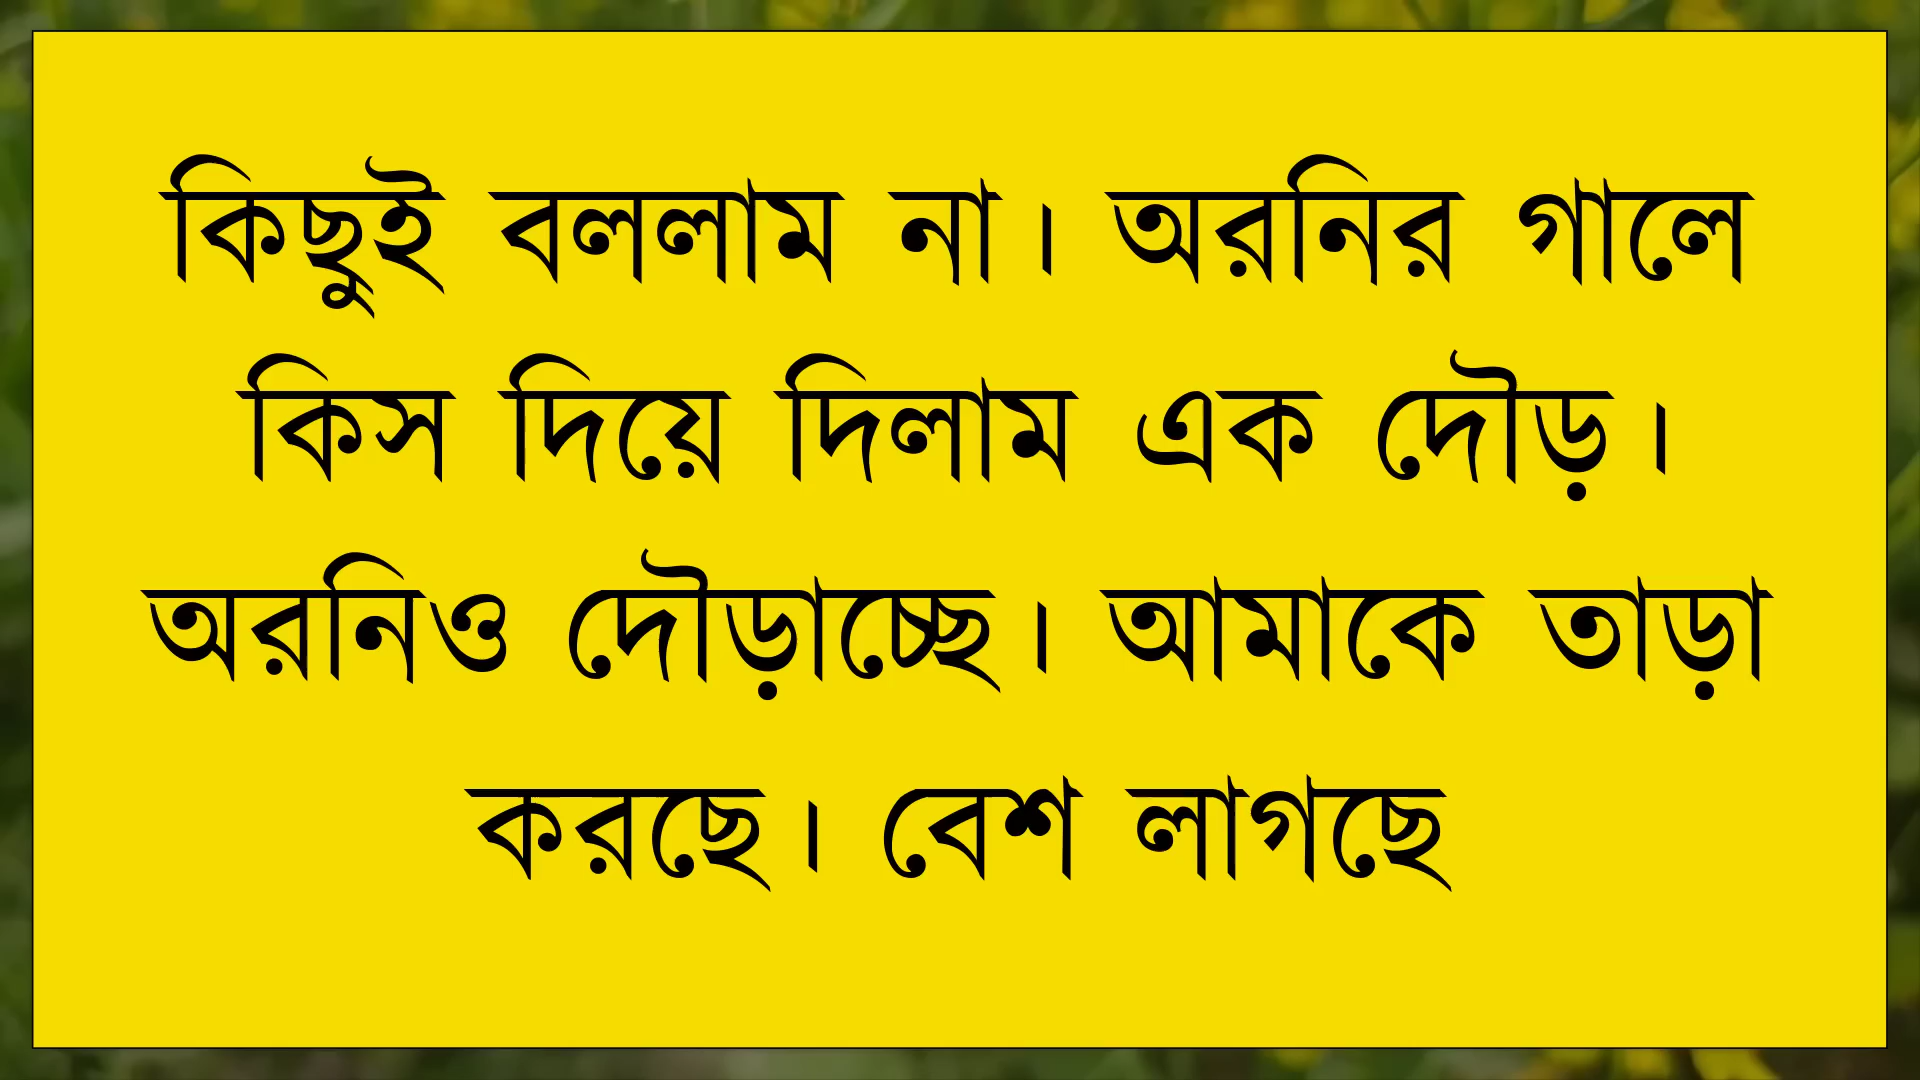 কিছুই বললাম না। অরনির গালে
কিস দিয়ে দিলাম এক দৌড়।
অরনিও দৌড়াচ্ছে। আমাকে তাড়া
করছে। বেশ লাগছে